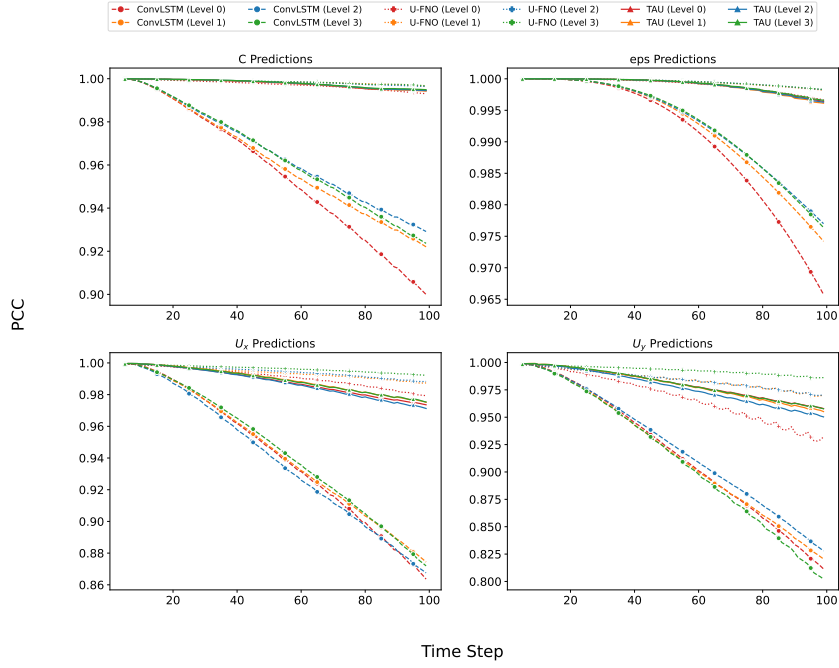 ConvLSTM (Level 0) ConvLSTM (Level 2) U-FNO (Level 0) U-FNO (Level 2) TAU (Level 0) TAU (Level 2)
ConvLSTM (Level 1) ConvLSTM (Level 3) U-FNO (Level 1) U-FNO (Level 3) TAU (Level 1) TAU (Level 3)
C Predictions
1.00
0.98
0.96
0.94
0.92
0.90
20 40 60 80 100
eps Predictions
1.000
0.995
0.990
0.985
0.980
0.975
0.970
0.965
20 40 60 80 100
PCC
Ux Predictions
1.00
0.98
0.96
0.94
0.92
0.90
0.88
0.86
20 40 60 80 100
Uy Predictions
1.000
0.975
0.950
0.925
0.900
0.875
0.850
0.825
0.800
20 40 60 80 100
Time Step